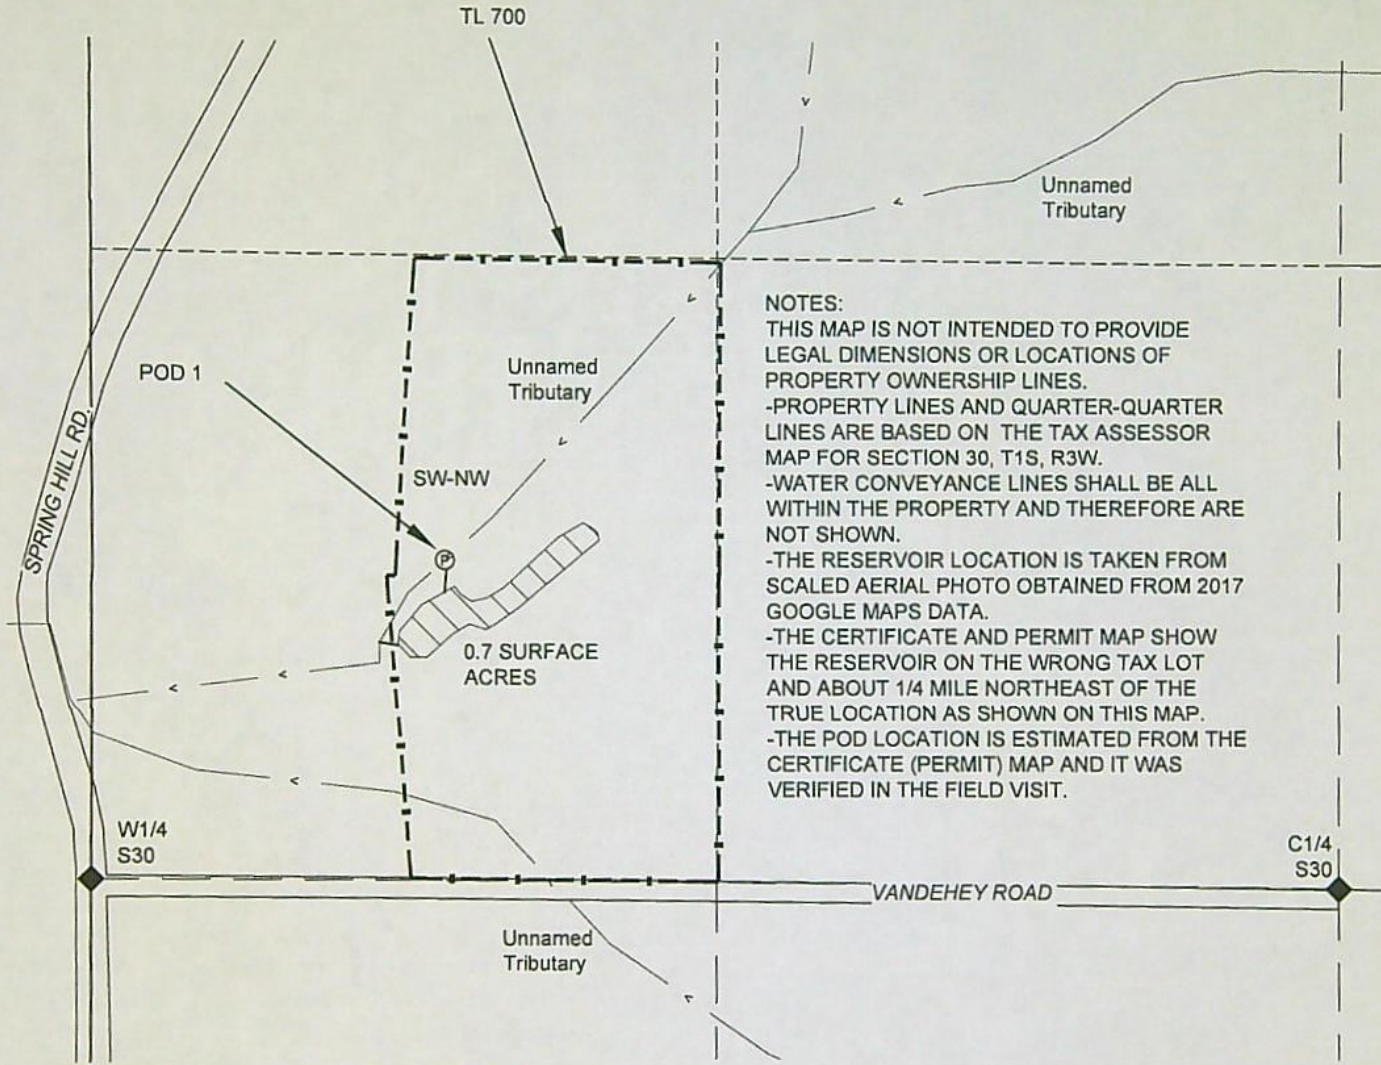 TL 700
Unnamed
Tributary
POD 1
Unnamed
Tributary
SPRING HILL RD.
SW-NW
P
0.7 SURFACE
ACRES
NOTES:
THIS MAP IS NOT INTENDED TO PROVIDE
LEGAL DIMENSIONS OR LOCATIONS OF
PROPERTY OWNERSHIP LINES.
-PROPERTY LINES AND QUARTER-QUARTER
LINES ARE BASED ON THE TAX ASSESSOR
MAP FOR SECTION 30, T1S, R3W.
-WATER CONVEYANCE LINES SHALL BE ALL
WITHIN THE PROPERTY AND THEREFORE ARE
NOT SHOWN.
-THE RESERVOIR LOCATION IS TAKEN FROM
SCALED AERIAL PHOTO OBTAINED FROM 2017
GOOGLE MAPS DATA.
-THE CERTIFICATE AND PERMIT MAP SHOW
THE RESERVOIR ON THE WRONG TAX LOT
AND ABOUT 1/4 MILE NORTHEAST OF THE
TRUE LOCATION AS SHOWN ON THIS MAP.
-THE POD LOCATION IS ESTIMATED FROM THE
CERTIFICATE (PERMIT) MAP AND IT WAS
VERIFIED IN THE FIELD VISIT.
W1/4
S30
C1/4
S30
VANDEHEY ROAD
Unnamed
Tributary